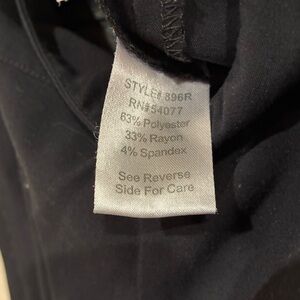 STYLE# 896R
RN#54077
63% Polyester
33% Rayon
4% Spandex
See Reverse
Side For Care